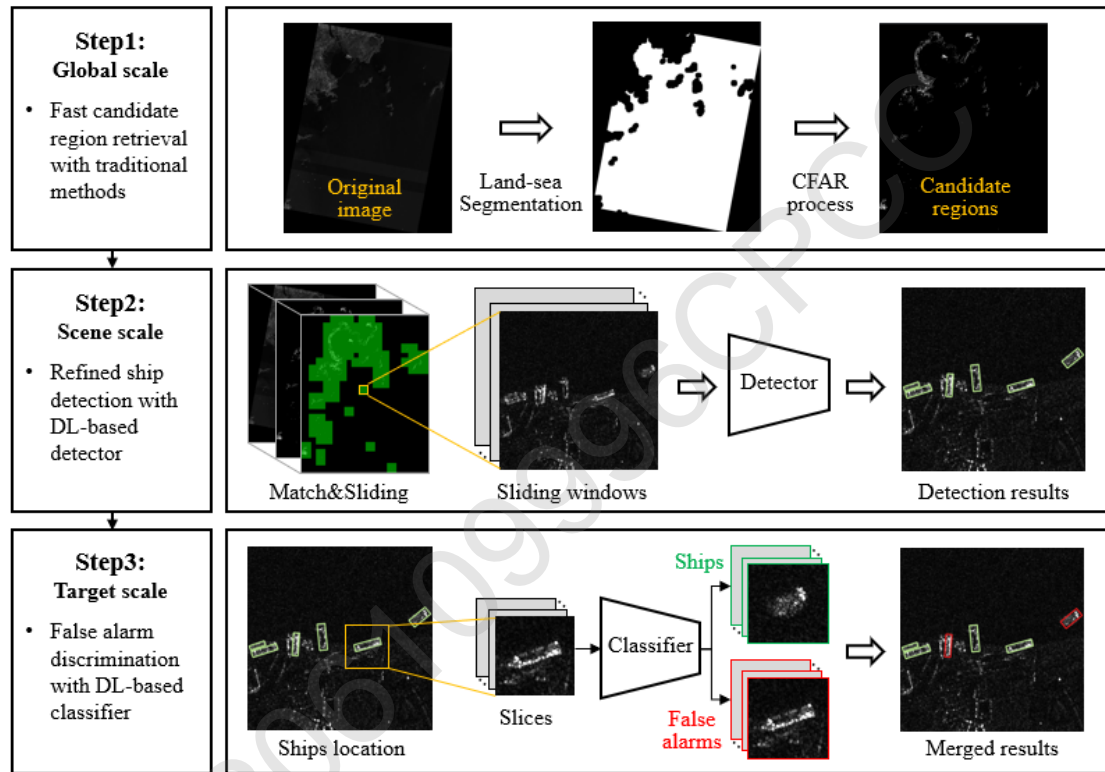 Step1:
Global scale
• Fast candidate
region retrieval
with traditional
methods
Original
image
Land-sea
Segmentation
CFAR
process
Candidate
regions
Step2:
Scene scale
• Refined ship
detection with
DL-based
detector
Match&Sliding
Sliding windows
Detector
Detection results
Step3:
Target scale
• False alarm
discrimination
with DL-based
classifier
Ships location
Slices
Classifier
Ships
False
alarms
Merged results